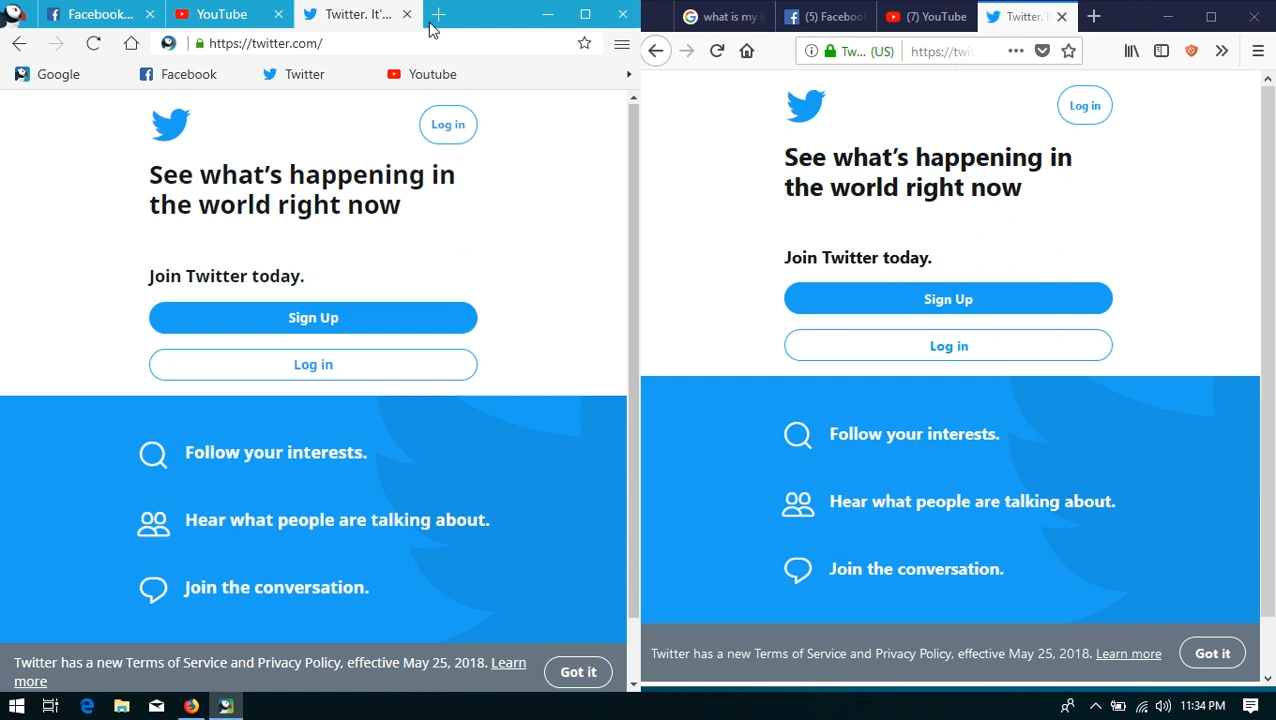 Facebook...
YouTube
Twitter. It'...
https://twitter.com/
Google
Facebook
Twitter
Youtube
Log in
See what's happening in
the world right now
Join Twitter today.
Sign Up
Log in
Follow your interests.
Hear what people are talking about.
Join the conversation.
Twitter has a new Terms of Service and Privacy Policy, effective May 25, 2018. Learn
more
Got it
what is my
(5) Facebook
(7) YouTube
Twitter. It
Tw... (US)
https://twit
Log in
See what's happening in
the world right now
Join Twitter today.
Sign Up
Log in
Follow your interests.
Hear what people are talking about.
Join the conversation.
Twitter has a new Terms of Service and Privacy Policy, effective May 25, 2018. Learn more
Got it
11:34 PM